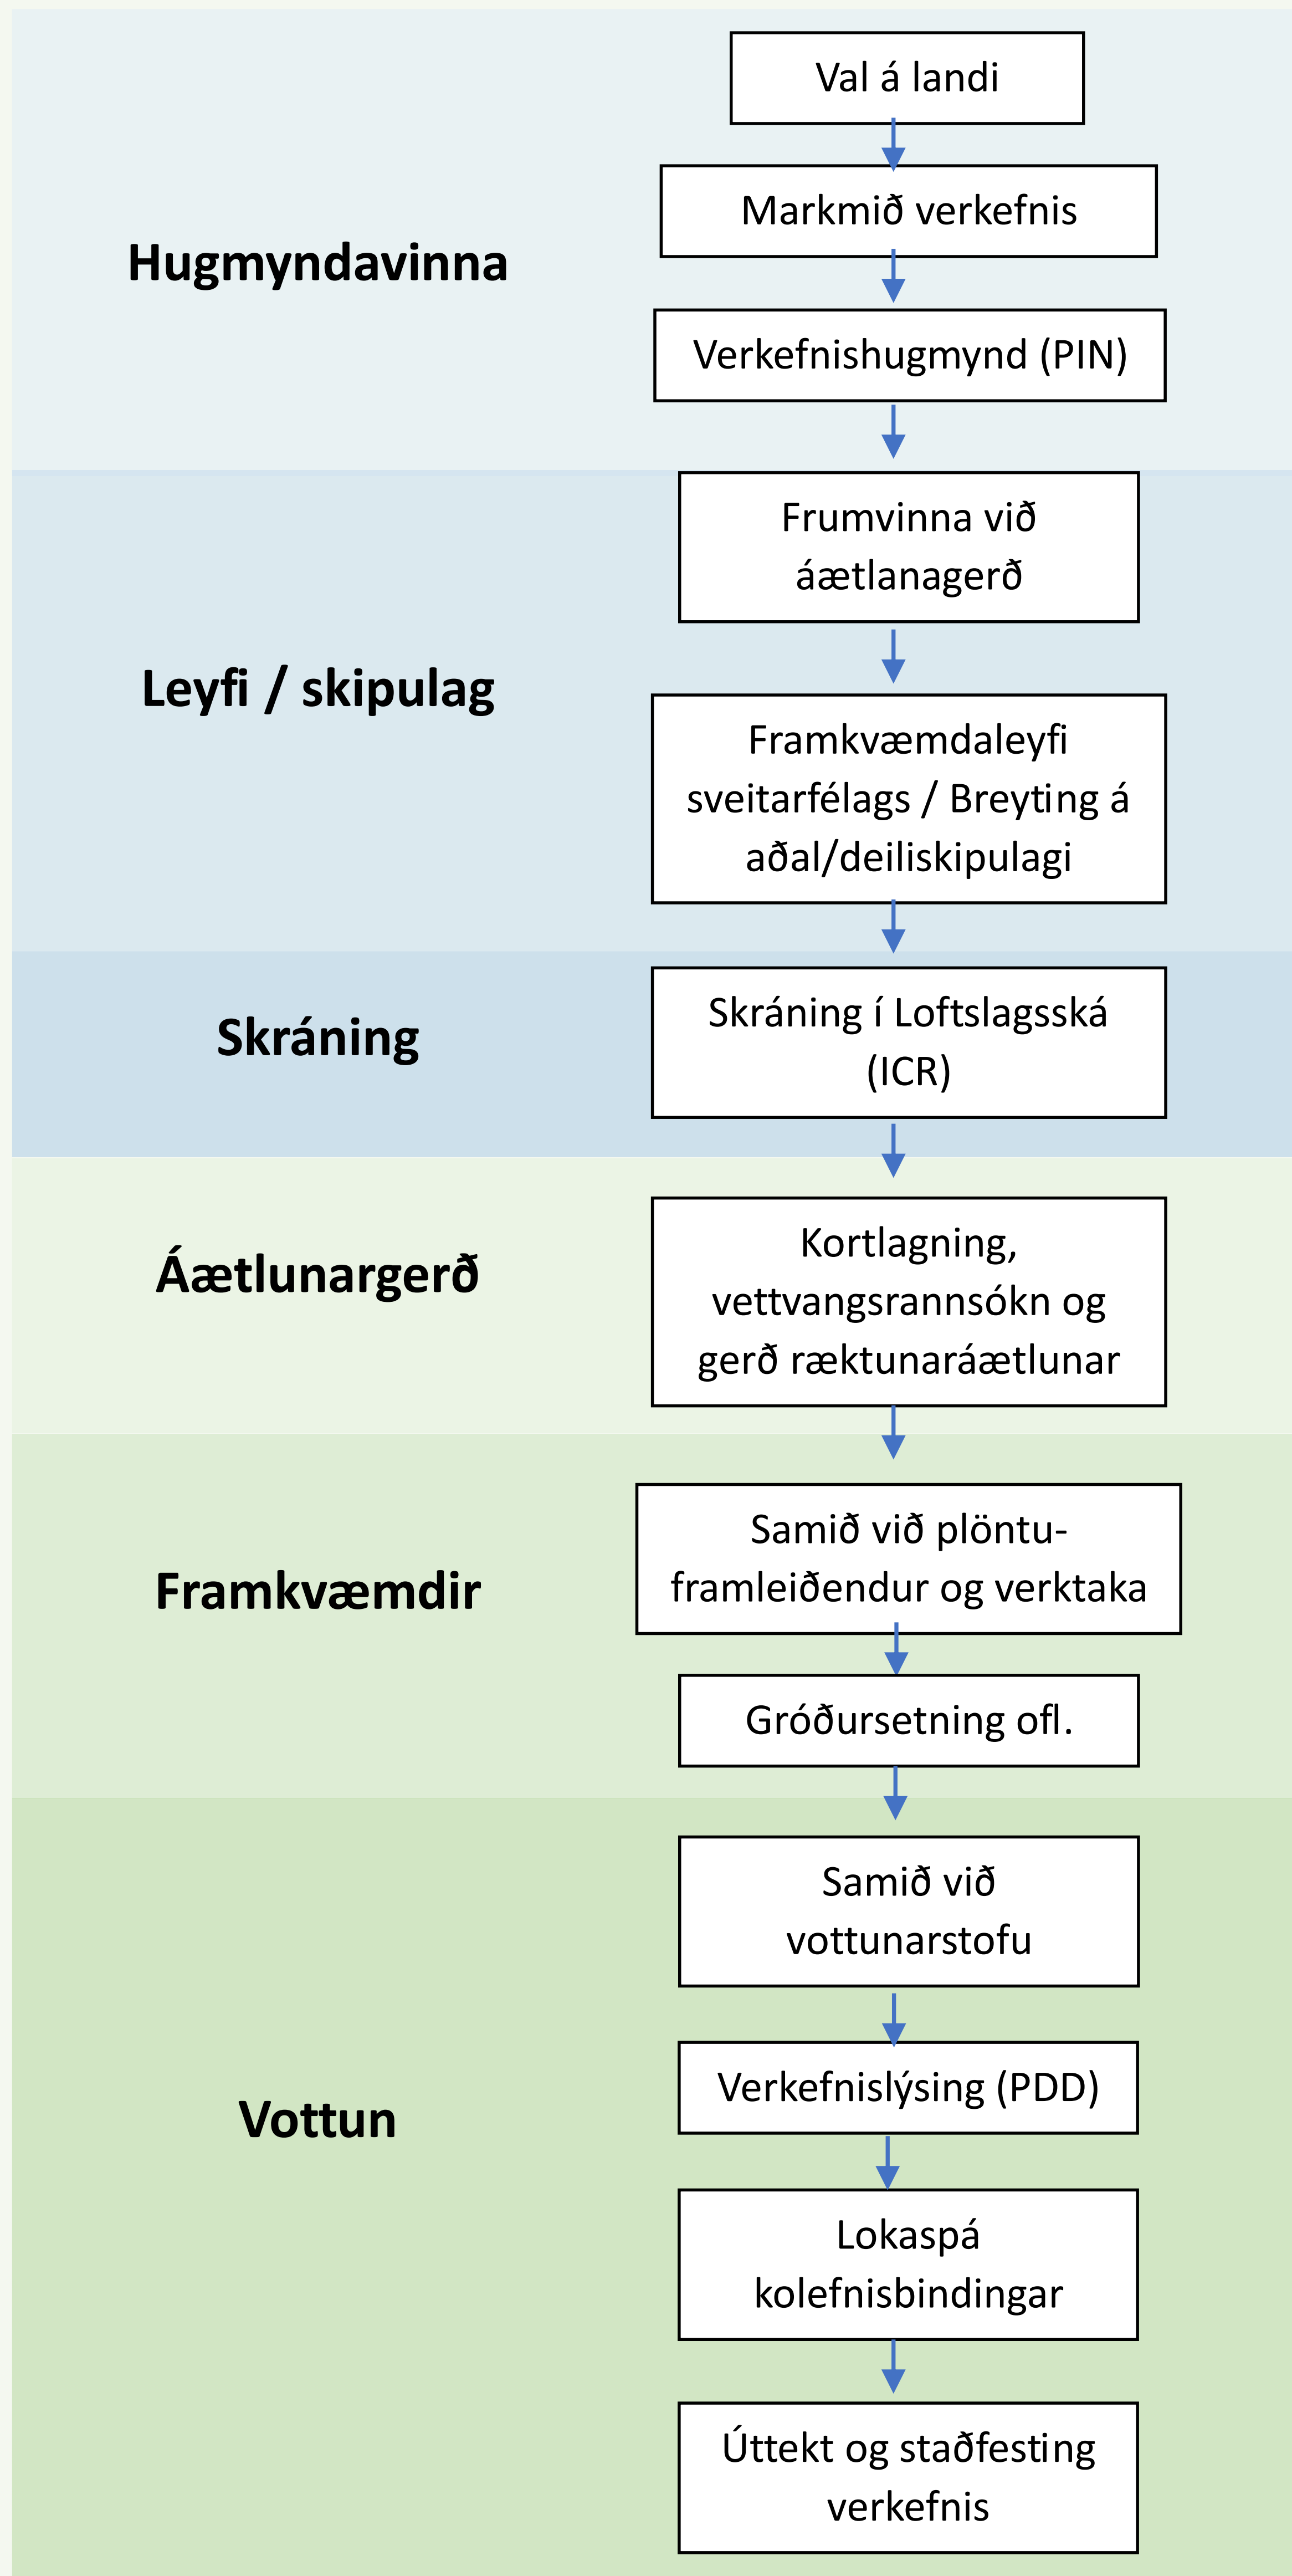 Hugmyndavinna
Val á landi
Markmið verkefnis
Verkefnishugmynd (PIN)
Leyfi / skipulag
Frumvinna við
áætlanagerð
Framkvæmdaleyfi
sveitarfélags / Breyting á
aðal/deiliskipulagi
Skráning
Skráning í Loftslagsská
(ICR)
Áætlunargerð
Kortlagning,
vettvangsrannsókn og
gerð ræktunaráætlunar
Framkvæmdir
Samið við plöntu-
framleiðendur og verktaka
Gróðursetning ofl.
Vottun
Samið við
vottunarstofu
Verkefnislýsing (PDD)
Lokaspá
kolefnisbindingar
Úttekt og staðfesting
verkefnis